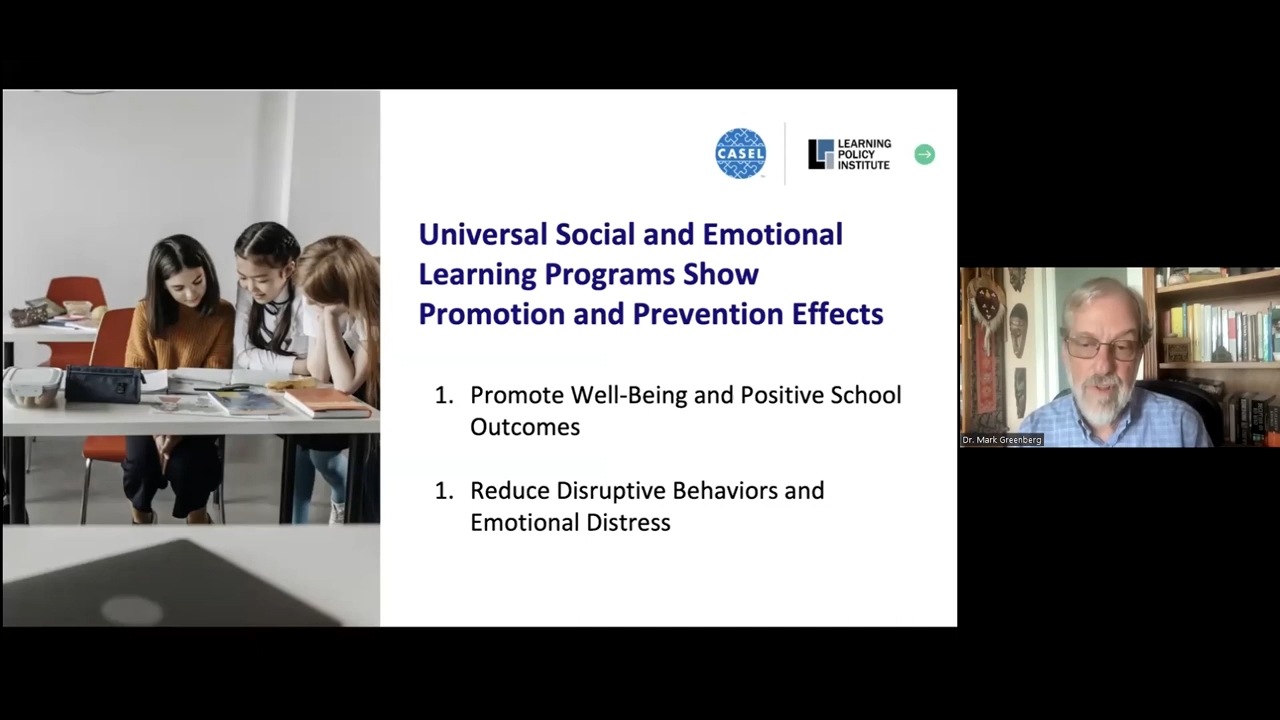 CASEL
LEARNING
POLICY
INSTITUTE
Universal Social and Emotional
Learning Programs Show
Promotion and Prevention Effects
1. Promote Well-Being and Positive School
Outcomes
1. Reduce Disruptive Behaviors and
Emotional Distress
Dr. Mark Greenberg